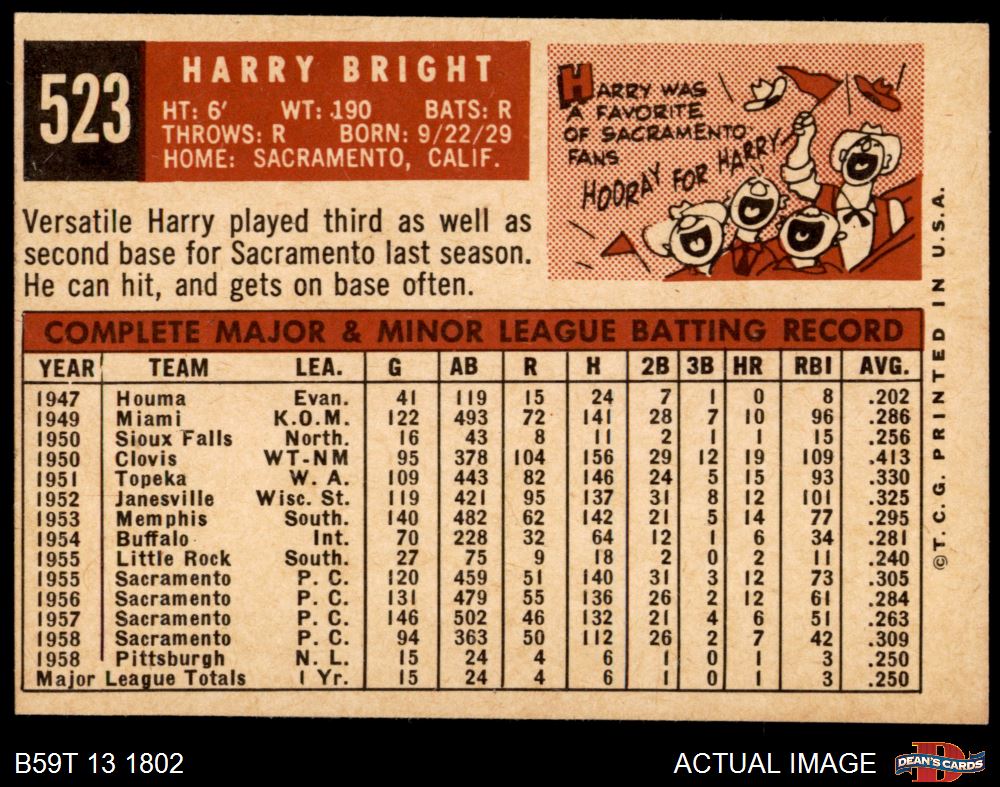 523
HARRY BRIGHT
HT: 6' WT: 190 BATS: R
THROWS: R BORN: 9/22/29
HOME: SACRAMENTO, CALIF.
HARRY WAS
A FAVORITE
OF SACRAMENTO
FANS
HOORAY FOR HARRY
Versatile Harry played third as well as
second base for Sacramento last season.
He can hit, and gets on base often.
COMPLETE MAJOR & MINOR LEAGUE BATTING RECORD
YEAR TEAM LEA. G AB R H 2B 3B HR RBI AVG.
1947 Houma Evan. 41 119 15 24 7 1 0 8 .202
1949 Miami K.O.M. 122 493 72 141 28 7 10 96 .286
1950 Sioux Falls North. 16 43 8 11 2 1 1 15 .256
1950 Clovis WT-NM 95 378 104 156 29 12 19 109 .413
1951 Topeka W. A. 109 443 82 146 24 5 15 93 .330
1952 Janesville Wisc. St. 119 421 95 137 31 8 12 101 .325
1953 Memphis South. 140 482 62 142 21 5 14 77 .295
1954 Buffalo Int. 70 228 32 64 12 1 6 34 .281
1955 Little Rock South. 27 75 9 18 2 0 2 11 .240
1955 Sacramento P. C. 120 459 51 140 31 3 12 73 .305
1956 Sacramento P. C. 131 479 55 136 26 2 12 61 .284
1957 Sacramento P. C. 146 502 46 132 21 4 6 51 .263
1958 Sacramento P. C. 94 363 50 112 26 2 7 42 .309
1958 Pittsburgh N. L. 15 24 4 6 1 0 1 3 .250
Major League Totals 1 Yr. 15 24 4 6 1 0 1 3 .250
©T.C.G. PRINTED IN U.S.A.
B59T 13 1802
ACTUAL IMAGE
DEAN'S CARDS